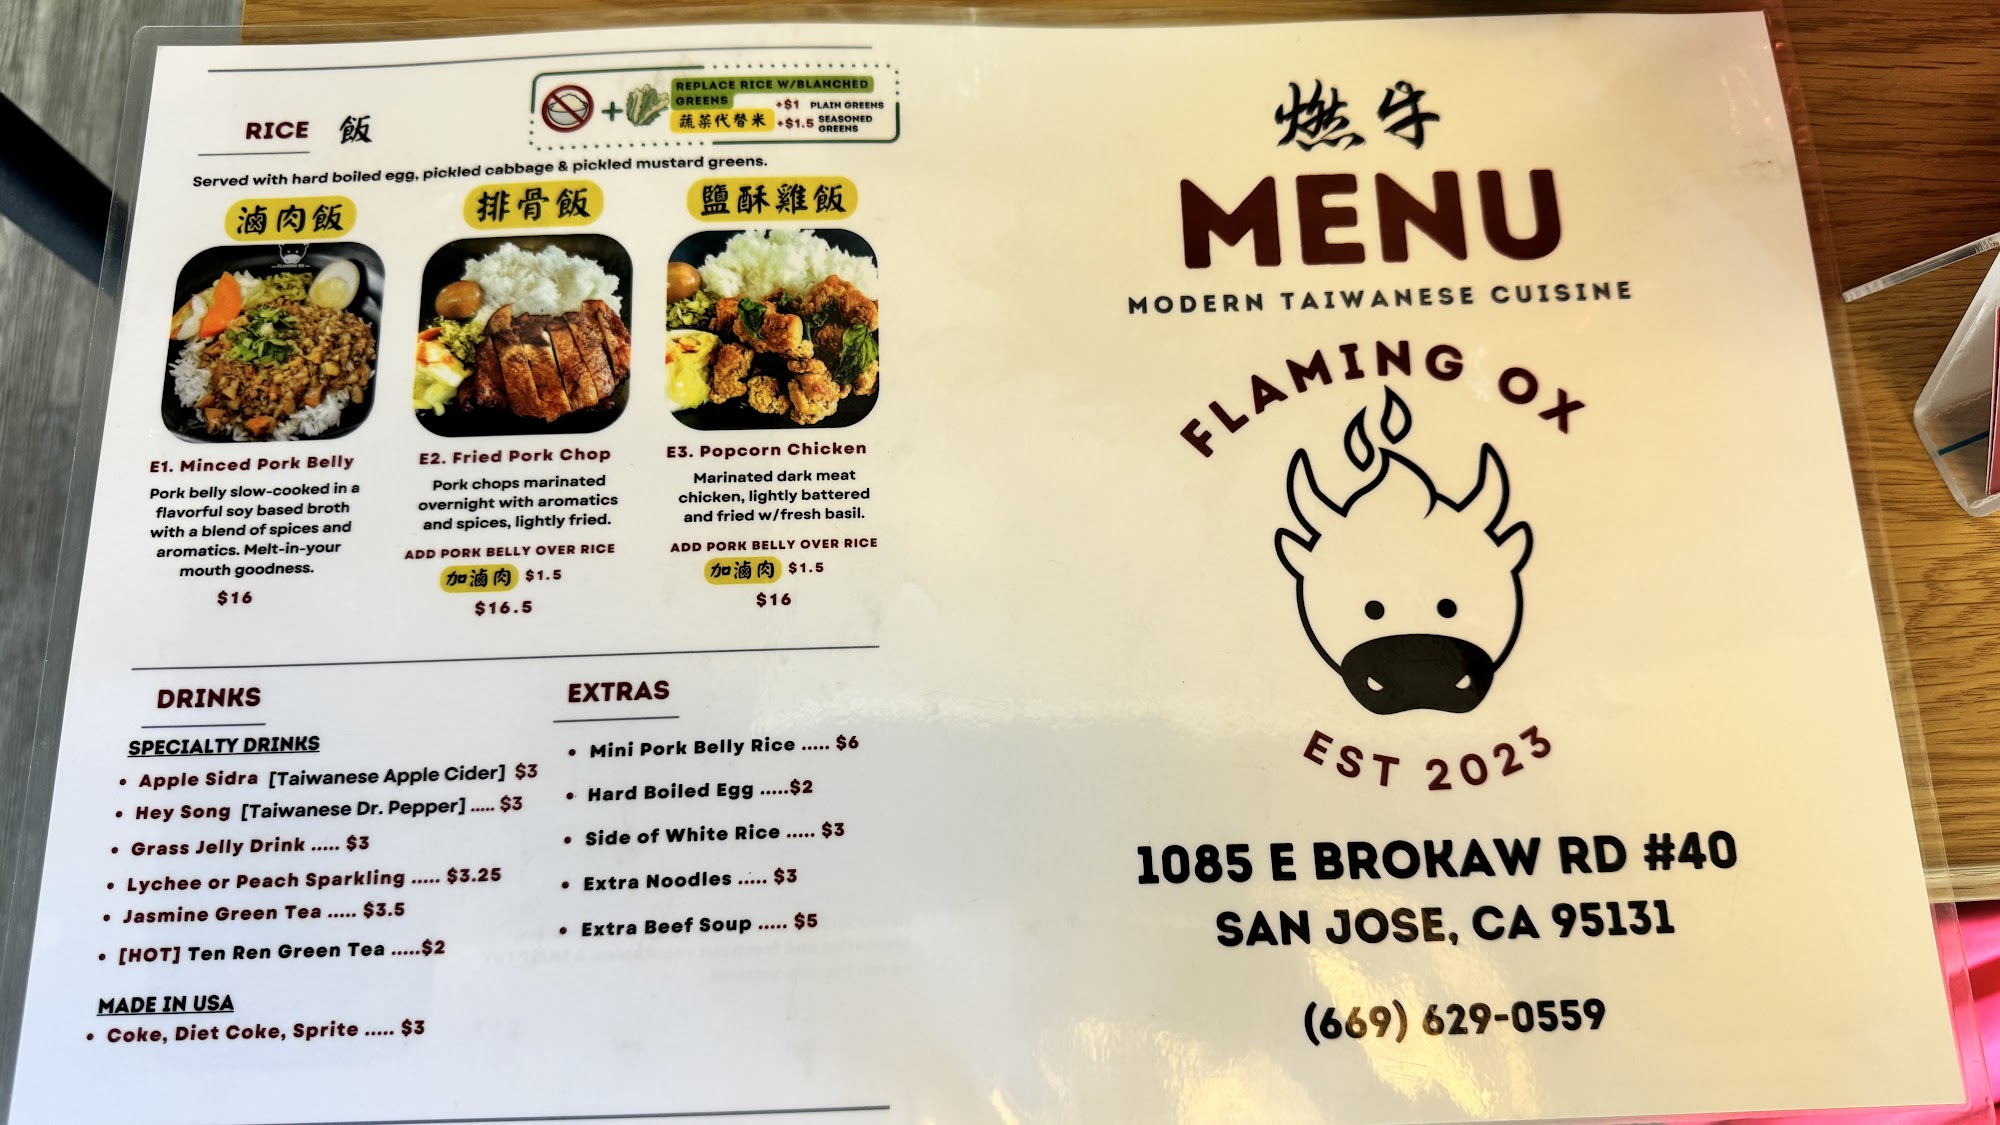 RICE 飯
REPLACE RICE W/BLANCHED
GREENS
蔬菜代替米
+$1 PLAIN GREENS
+$1.5 SEASONED
GREENS
Served with hard boiled egg, pickled cabbage & pickled mustard greens.
滷肉飯
FLAMING OX
E1. Minced Pork Belly
Pork belly slow-cooked in a
flavorful soy based broth
with a blend of spices and
aromatics. Melt-in-your
mouth goodness.
$16
排骨飯
E2. Fried Pork Chop
Pork chops marinated
overnight with aromatics
and spices, lightly fried.
ADD PORK BELLY OVER RICE
加滷肉 $1.5
$16.5
鹽酥雞飯
E3. Popcorn Chicken
Marinated dark meat
chicken, lightly battered
and fried w/fresh basil.
ADD PORK BELLY OVER RICE
加滷肉 $1.5
$16
DRINKS
SPECIALTY DRINKS
• Apple Sidra [Taiwanese Apple Cider] $3
• Hey Song [Taiwanese Dr. Pepper] ..... $3
• Grass Jelly Drink ..... $3
• Lychee or Peach Sparkling ..... $3.25
• Jasmine Green Tea ..... $3.5
• [HOT] Ten Ren Green Tea .....$2
MADE IN USA
• Coke, Diet Coke, Sprite ..... $3
EXTRAS
• Mini Pork Belly Rice ..... $6
• Hard Boiled Egg .....$2
• Side of White Rice ..... $3
• Extra Noodles ..... $3
• Extra Beef Soup ..... $5
燃牛
MENU
MODERN TAIWANESE CUISINE
FLAMING OX
EST 2023
1085 E BROKAW RD #40
SAN JOSE, CA 95131
(669) 629-0559